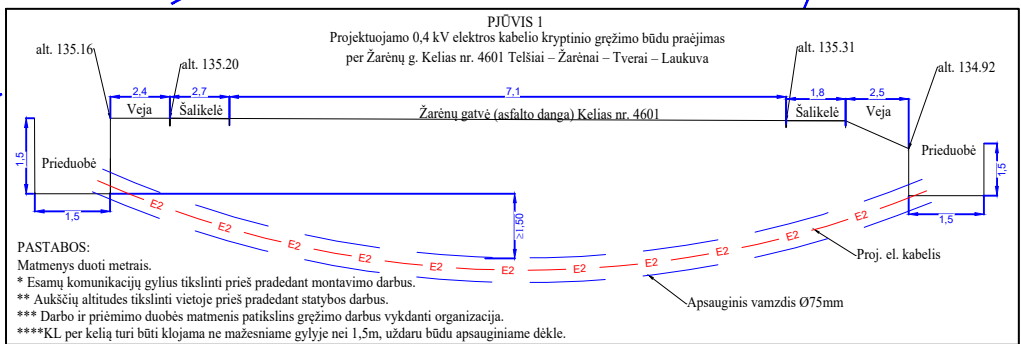 PJŪVIS 1
Projektuojamo 0,4 kV elektros kabelio kryptinio gręžimo būdu praėjimas
per Žarėnų g. Kelias nr. 4601 Telšiai – Žarėnai – Tverai – Laukuva
alt. 135.16
alt. 135.20
alt. 135.31
alt. 134.92
2,4
2,7
7,1
1,8
2,5
Veja
Šalikelė
Žarėnų gatvė (asfalto danga) Kelias nr. 4601
Šalikelė
Veja
1,5
Prieduobė
Prieduobė
1,5
1,5
1,5
≥1,50
E2
E2
E2
E2
E2
E2
E2
E2
E2
E2
E2
Proj. el. kabelis
Apsauginis vamzdis Ø75mm
PASTABOS:
Matmenys duoti metrais.
* Esamų komunikacijų gylius tikslinti prieš pradedant montavimo darbus.
** Aukščių altitudes tikslinti vietoje prieš pradedant statybos darbus.
*** Darbo ir priėmimo duobės matmenis patikslins gręžimo darbus vykdanti organizacija.
****KL per kelią turi būti klojama ne mažesniame gylyje nei 1,5m, uždaru būdu apsauginiame dėkle.